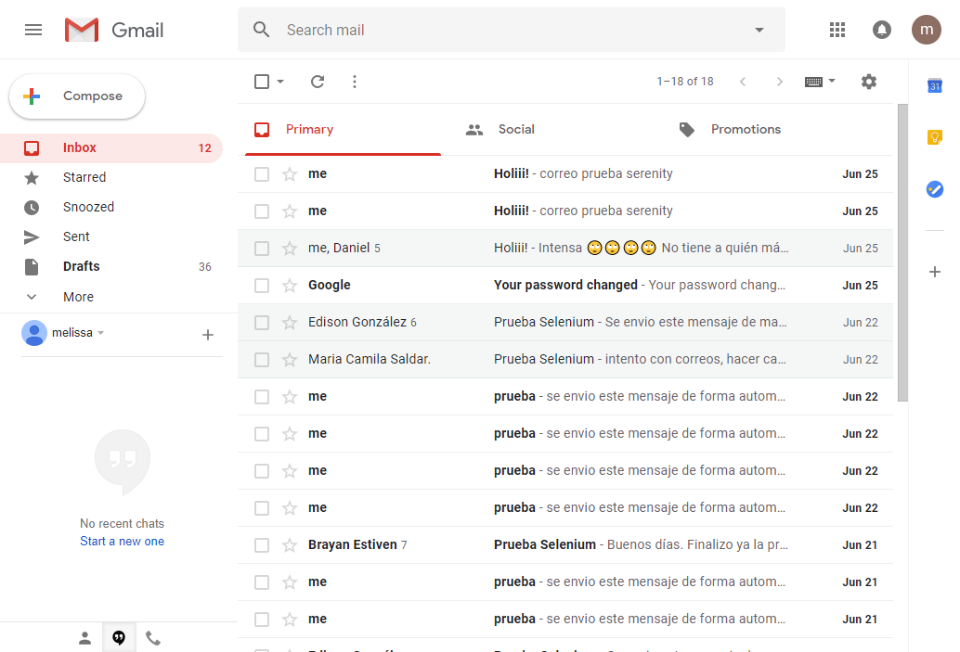 Gmail
Search mail
m
Compose
1–18 of 18
31
Primary
Social
Promotions
Inbox 12
Starred
Snoozed
Sent
Drafts 36
More
melissa
No recent chats
Start a new one
me Holiii! - correo prueba serenity Jun 25
me Holiii! - correo prueba serenity Jun 25
me, Daniel 5 Holiii! - Intensa 🙄🙄🙄🙄 No tiene a quién má… Jun 25
Google Your password changed - Your password chang… Jun 25
Edison González 6 Prueba Selenium - Se envio este mensaje de ma… Jun 22
Maria Camila Saldar. Prueba Selenium - intento con correos, hacer ca… Jun 22
me prueba - se envio este mensaje de forma autom… Jun 22
me prueba - se envio este mensaje de forma autom… Jun 22
me prueba - se envio este mensaje de forma autom… Jun 22
me prueba - se envio este mensaje de forma autom… Jun 22
Brayan Estiven 7 Prueba Selenium - Buenos días. Finalizo ya la pr… Jun 21
me prueba - se envio este mensaje de forma autom… Jun 21
me prueba - se envio este mensaje de forma autom… Jun 21